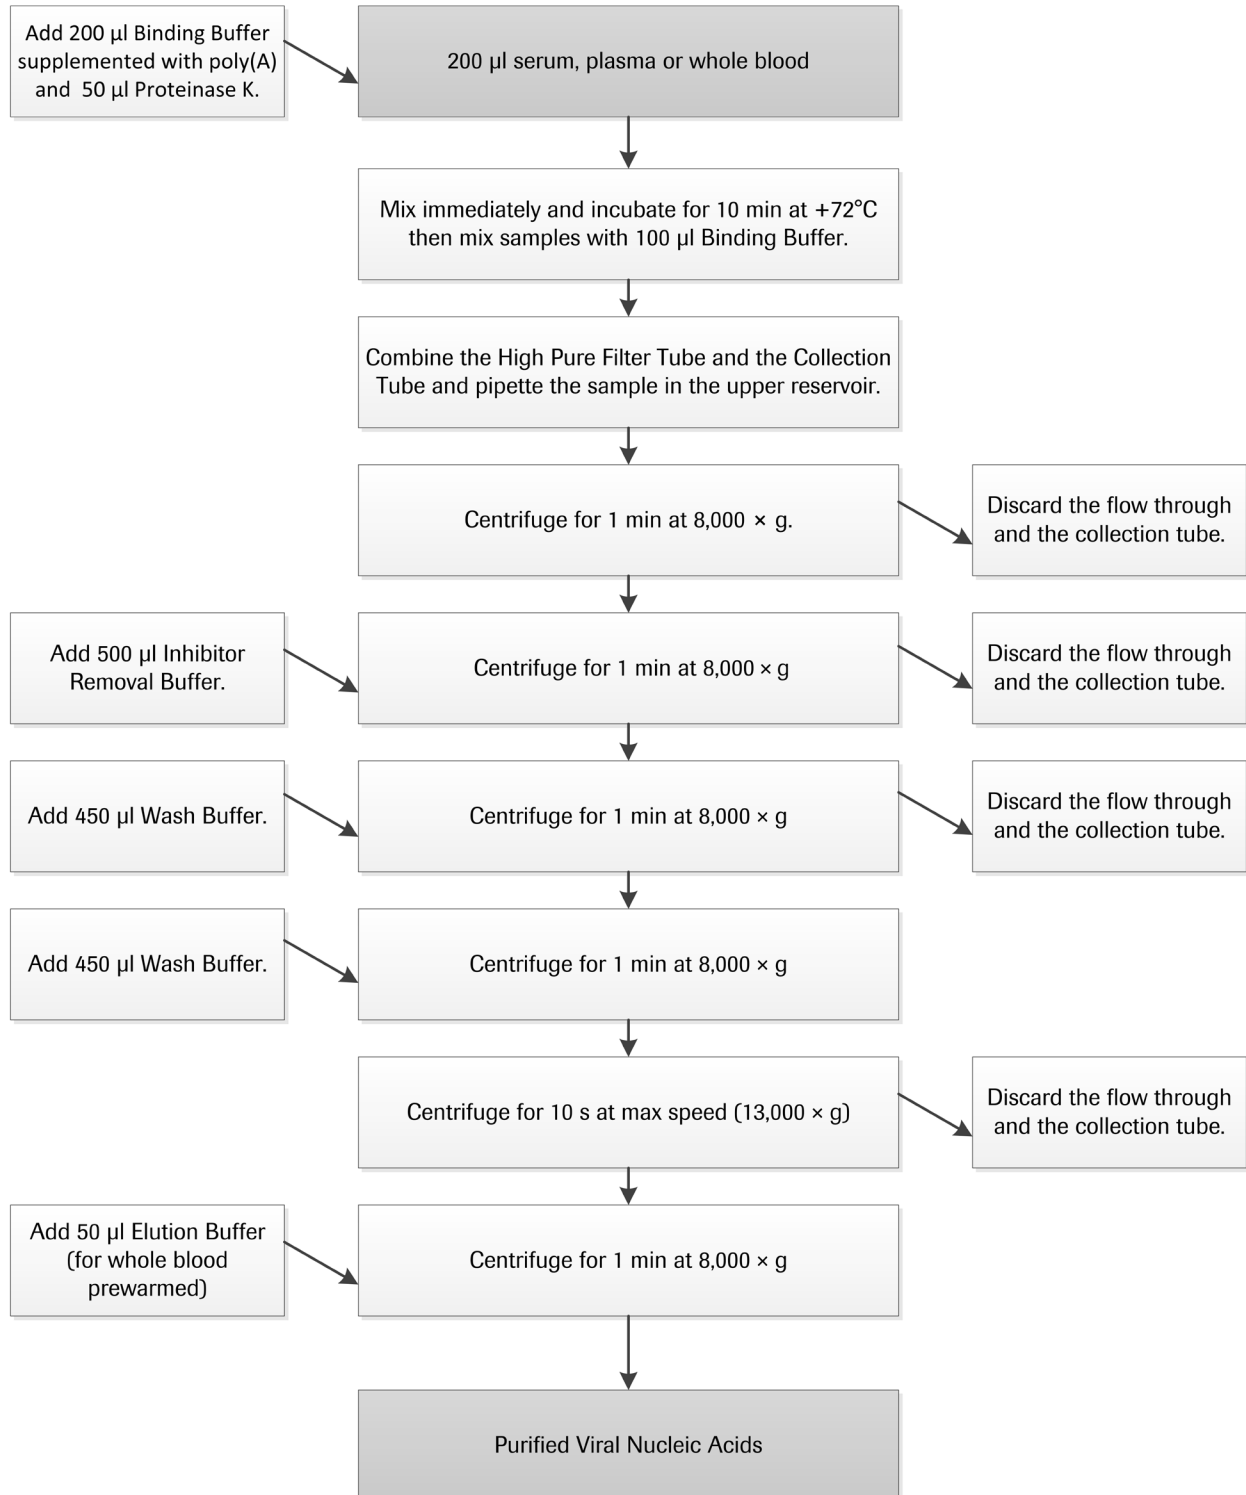 Add 200 µl Binding Buffer
supplemented with poly(A)
and  50 µl Proteinase K.
200 µl serum, plasma or whole blood
Mix immediately and incubate for 10 min at +72°C
then mix samples with 100 µl Binding Buffer.
Combine the High Pure Filter Tube and the Collection
Tube and pipette the sample in the upper reservoir.
Centrifuge for 1 min at 8,000 × g.
Discard the flow through
and the collection tube.
Add 500 µl Inhibitor
Removal Buffer.
Centrifuge for 1 min at 8,000 × g
Discard the flow through
and the collection tube.
Add 450 µl Wash Buffer.
Centrifuge for 1 min at 8,000 × g
Discard the flow through
and the collection tube.
Add 450 µl Wash Buffer.
Centrifuge for 1 min at 8,000 × g
Centrifuge for 10 s at max speed (13,000 × g)
Discard the flow through
and the collection tube.
Add 50 µl Elution Buffer
(for whole blood
prewarmed)
Centrifuge for 1 min at 8,000 × g
Purified Viral Nucleic Acids